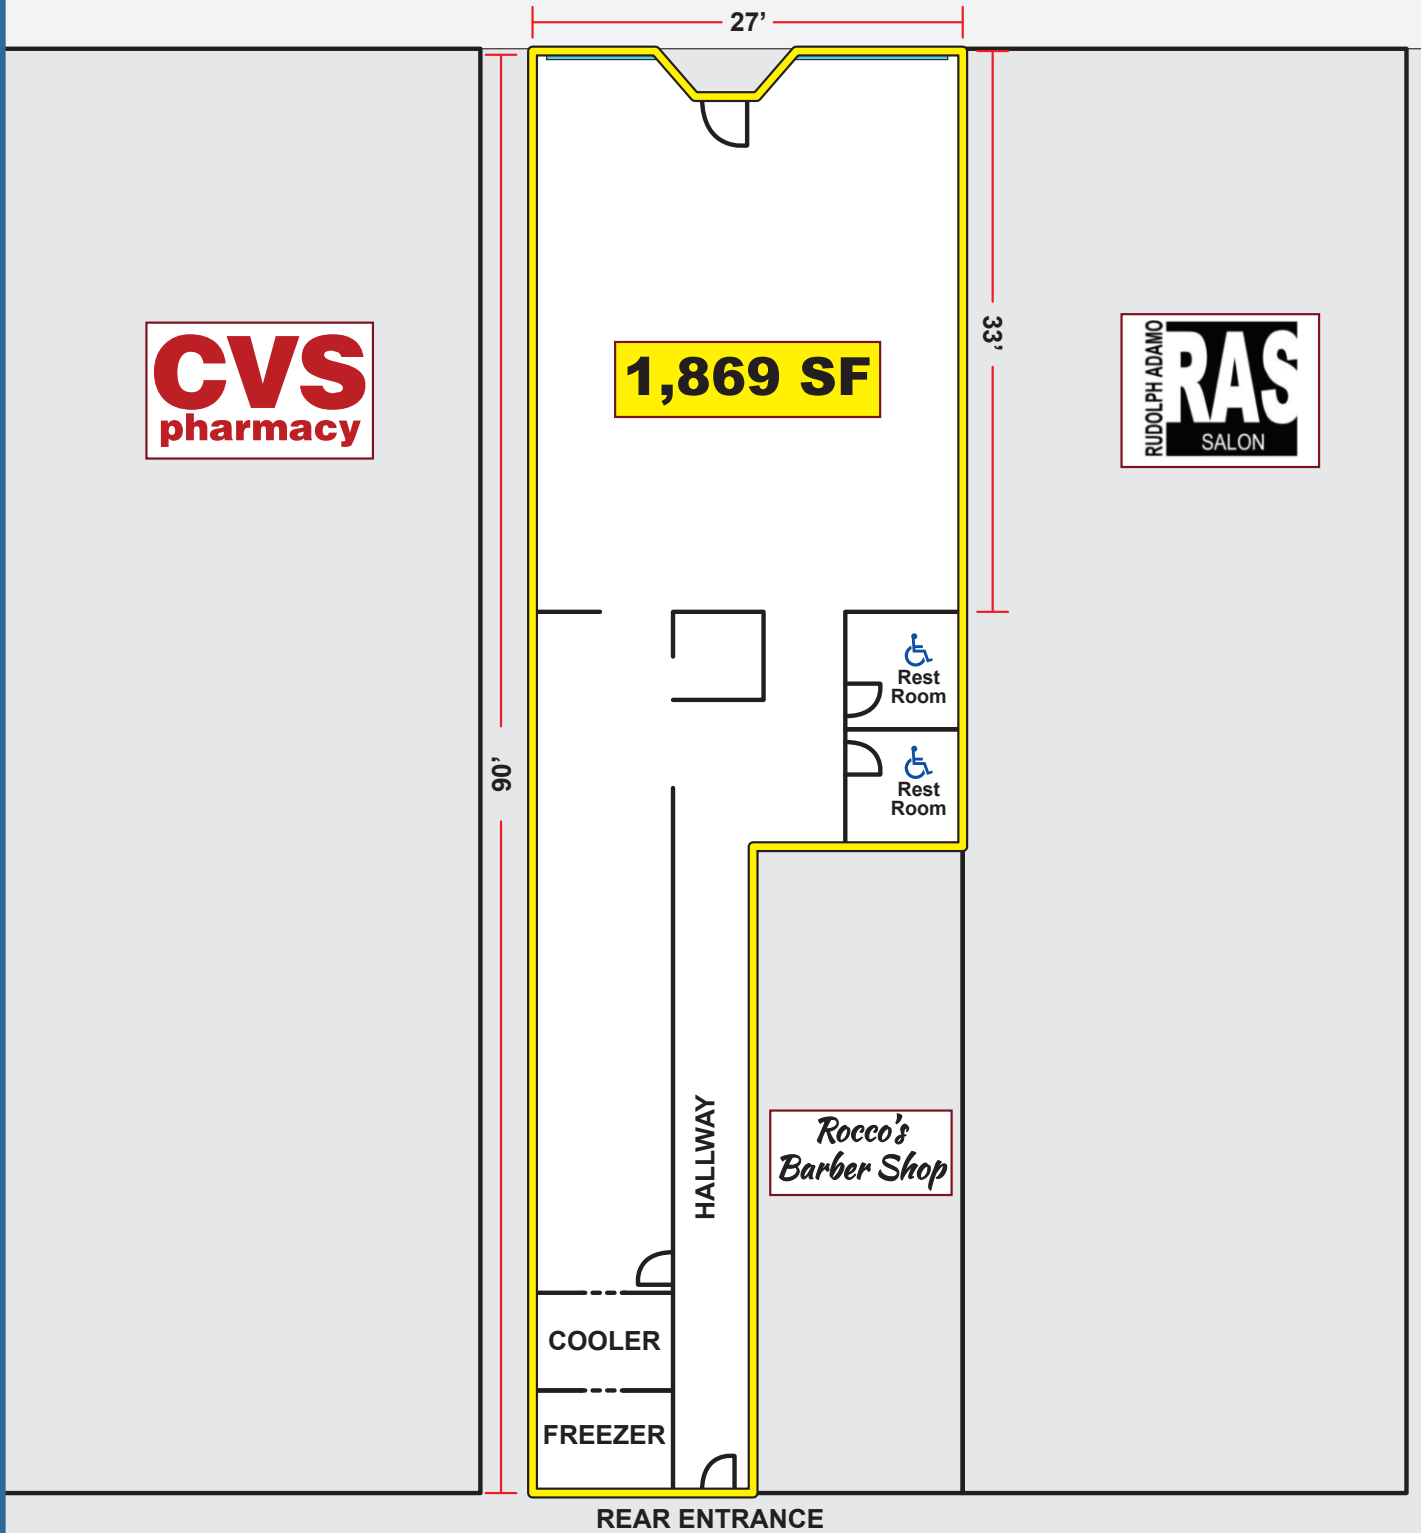 27’
CVS
pharmacy
1,869 SF
33’
RUDOLPH ADAMO
RAS
SALON
Rest
Room
Rest
Room
90’
HALLWAY
Rocco's
Barber Shop
COOLER
FREEZER
REAR ENTRANCE